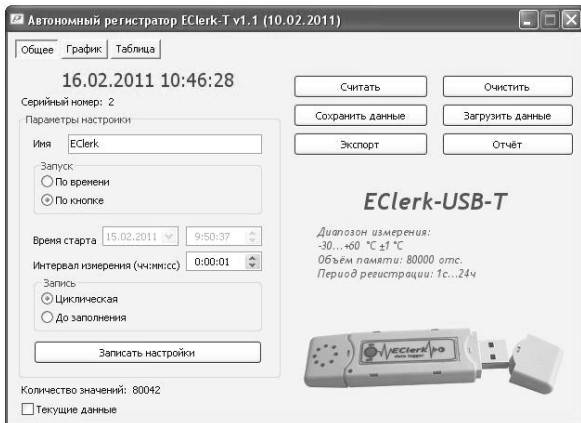 Автономный регистратор EClerk-T v1.1 (10.02.2011)
Общее График Таблица
16.02.2011 10:46:28
Серийный номер: 2
Параметры настройки
Имя EClerk
Запуск
По времени
По кнопке
Время старта 15.02.2011 9:50:37
Интервал измерения (чч:мм:сс) 0:00:01
Запись
Циклическая
До заполнения
Записать настройки
Количество значений: 80042
Текущие данные
Считать Очистить
Сохранить данные Загрузить данные
Экспорт Отчёт
EClerk-USB-T
Диапазон измерения:
-30...+60 °C ±1 °C
Объём памяти: 80000 отс.
Период регистрации: 1с...24ч
EClerk
data logger